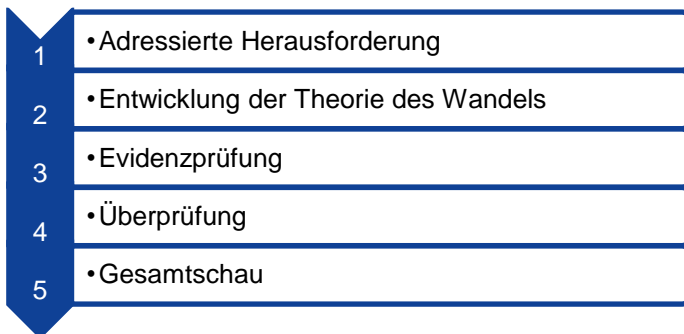 1 •Adressierte Herausforderung
2 •Entwicklung der Theorie des Wandels
3 •Evidenzprüfung
4 •Überprüfung
5 •Gesamtschau